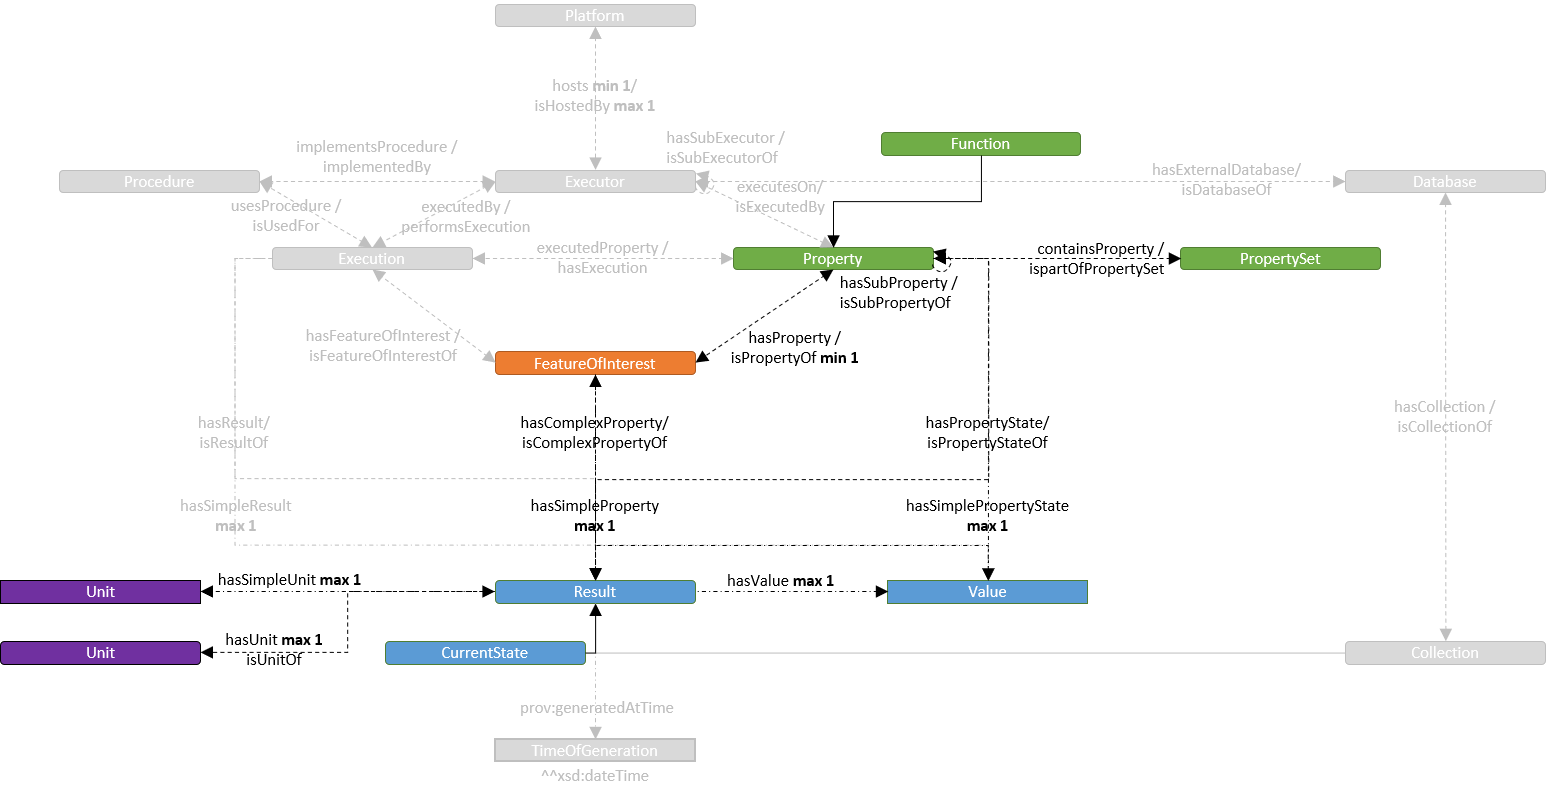 Platform
hosts min 1/
isHostedBy max 1
hasSubExecutor /
isSubExecutorOf
Function
implementsProcedure /
implementedBy
hasExternalDatabase/
isDatabaseOf
Procedure
Executor
executesOn/
isExecutedBy
Database
usesProcedure /
isUsedFor
executedBy /
performsExecution
executedProperty /
hasExecution
containsProperty /
ispartOfPropertySet
Execution
Property
PropertySet
hasSubProperty /
isSubPropertyOf
hasFeatureOfInterest /
isFeatureOfInterestOf
hasProperty /
isPropertyOf min 1
FeatureOfInterest
hasCollection /
isCollectionOf
hasResult/
isResultOf
hasComplexProperty/
isComplexPropertyOf
hasPropertyState/
isPropertyStateOf
hasSimpleResult
max 1
hasSimpleProperty
max 1
hasSimplePropertyState
max 1
hasSimpleUnit max 1
hasValue max 1
Unit
Result
Value
hasUnit max 1
isUnitOf
Unit
CurrentState
Collection
prov:generatedAtTime
TimeOfGeneration
^^xsd:dateTime